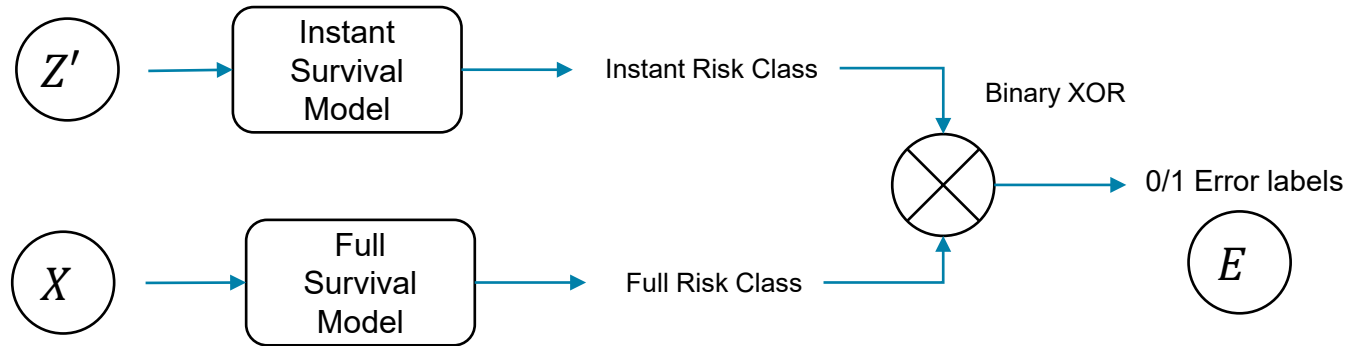 Z′
Instant
Survival
Model
Instant Risk Class
Binary XOR
0/1 Error labels
X
Full
Survival
Model
Full Risk Class
E